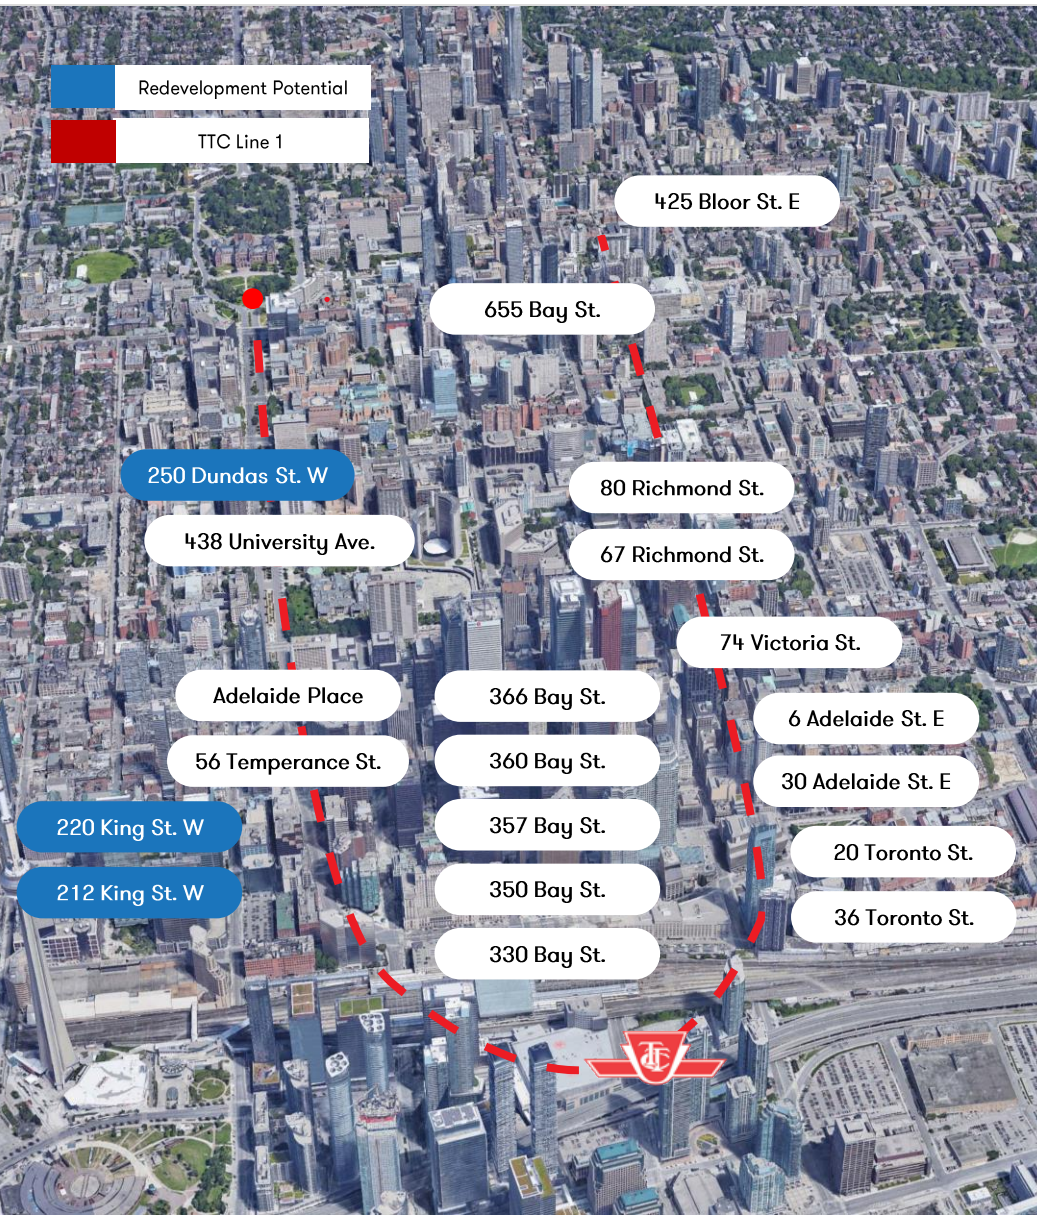 Redevelopment Potential
TTC Line 1
425 Bloor St. E
655 Bay St.
250 Dundas St. W
80 Richmond St.
438 University Ave.
67 Richmond St.
74 Victoria St.
Adelaide Place
366 Bay St.
6 Adelaide St. E
56 Temperance St.
360 Bay St.
30 Adelaide St. E
220 King St. W
357 Bay St.
20 Toronto St.
212 King St. W
350 Bay St.
36 Toronto St.
330 Bay St.
TTC